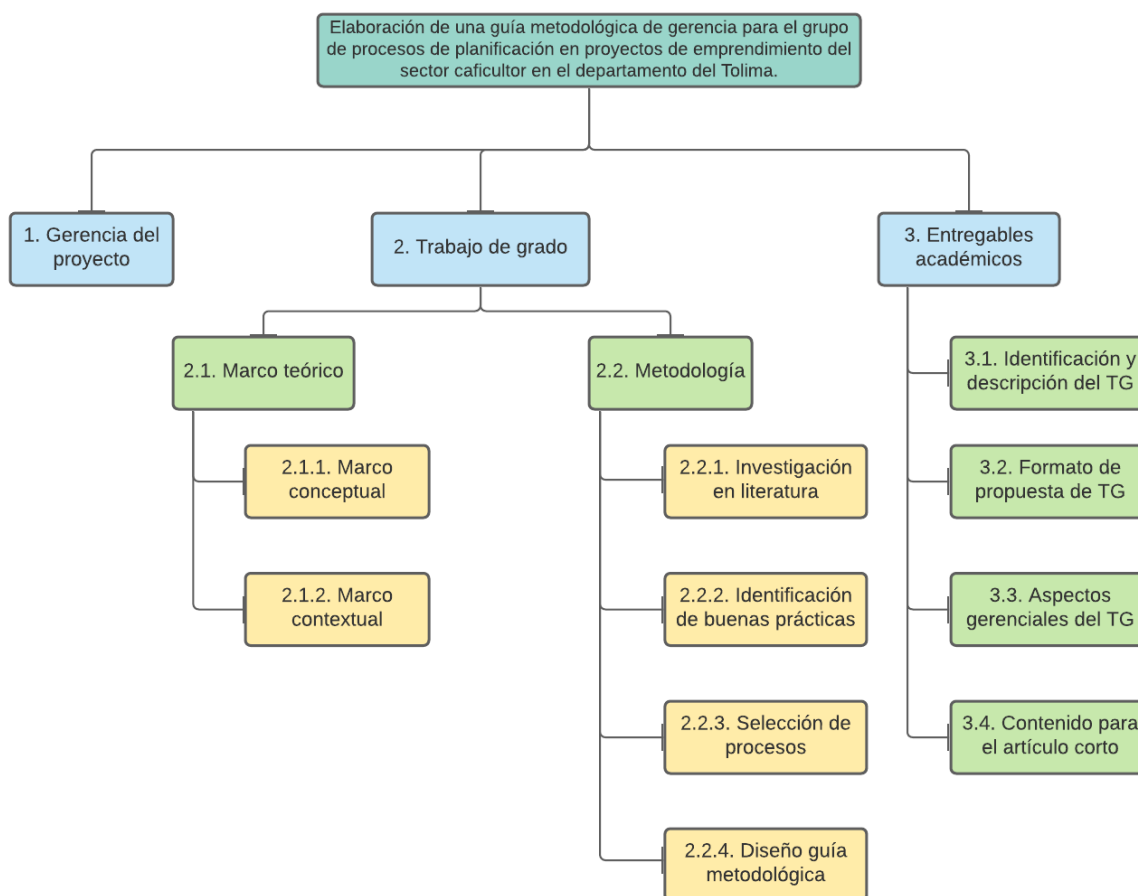 Elaboración de una guía metodológica de gerencia para el grupo
de procesos de planificación en proyectos de emprendimiento del
sector caficultor en el departamento del Tolima.
1. Gerencia del
proyecto
2. Trabajo de grado
3. Entregables
académicos
2.1. Marco teórico
2.2. Metodología
3.1. Identificación y
descripción del TG
2.1.1. Marco
conceptual
2.2.1. Investigación
en literatura
3.2. Formato de
propuesta de TG
2.1.2. Marco
contextual
2.2.2. Identificación
de buenas prácticas
3.3. Aspectos
gerenciales del TG
2.2.3. Selección de
procesos
3.4. Contenido para
el artículo corto
2.2.4. Diseño guía
metodológica